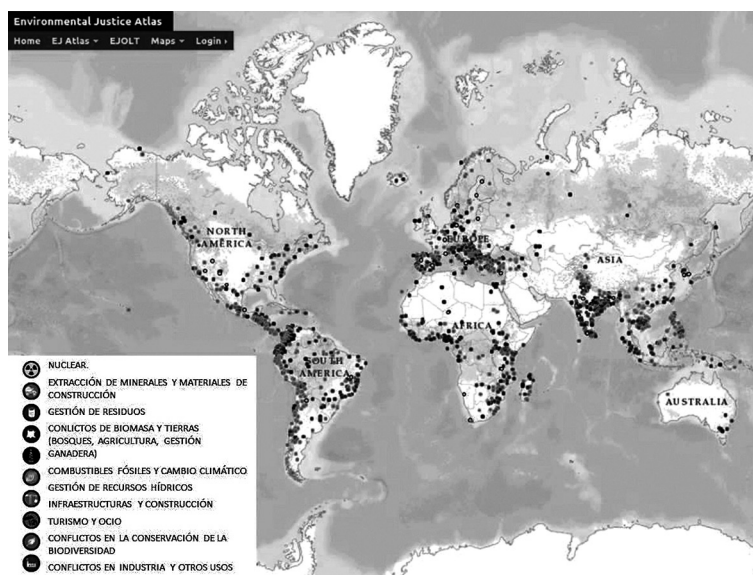 Environmental Justice Atlas
Home EJ Atlas EJOLT Maps Login ›
NORTH
AMERICA
EUROPE
ASIA
AFRICA
SOUTH
AMERICA
AUSTRALIA
NUCLEAR.
EXTRACCIÓN DE MINERALES Y MATERIALES DE
CONSTRUCCIÓN
GESTIÓN DE RESIDUOS
CONLICTOS DE BIOMASA Y TIERRAS
(BOSQUES, AGRICULTURA, GESTIÓN
GANADERA)
COMBUSTIBLES FÓSILES Y CAMBIO CLIMÁTICO
GESTIÓN DE RECURSOS HÍDRICOS
INFRAESTRUCTURAS Y CONSTRUCCIÓN
TURISMO Y OCIO
CONFLICTOS EN LA CONSERVACIÓN DE LA
BIODIVERSIDAD
CONFLICTOS EN INDUSTRIA Y OTROS USOS